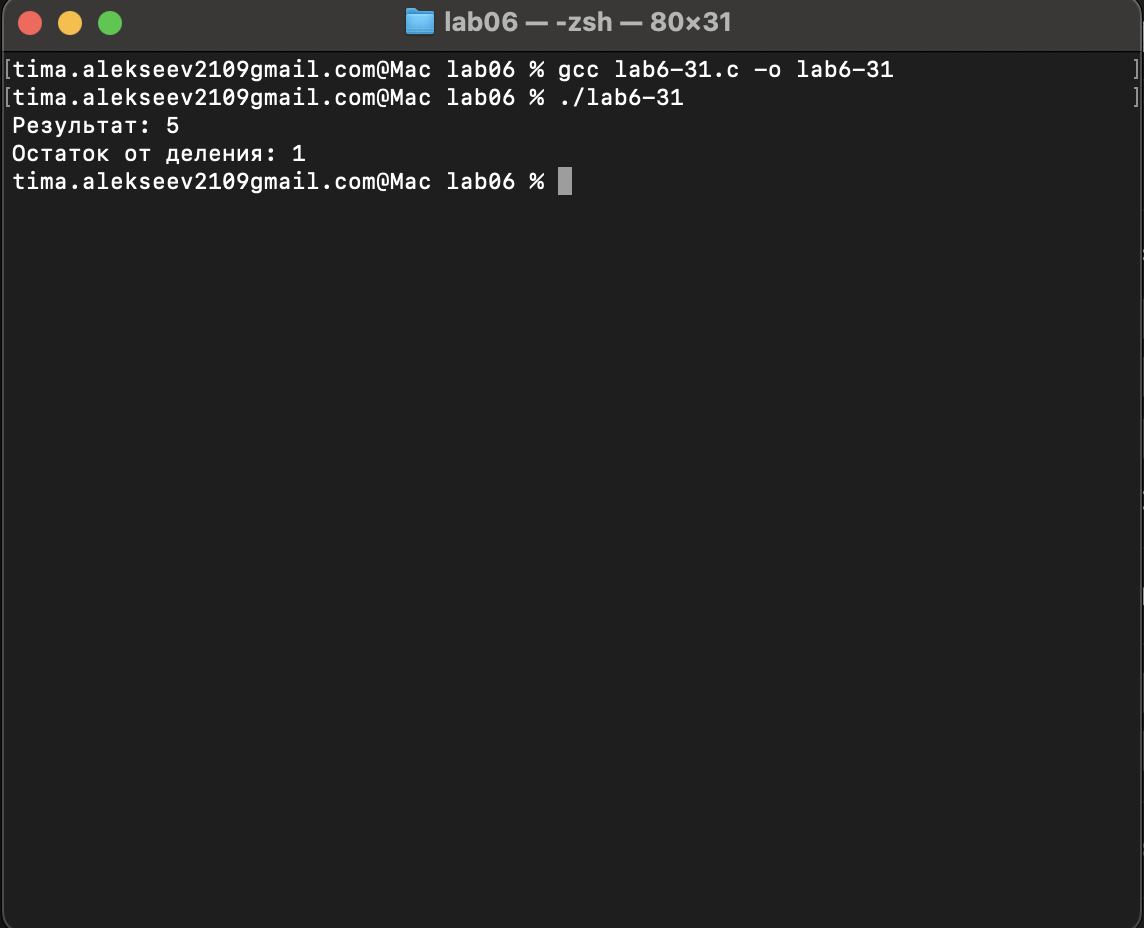 lab06 — -zsh — 80×31
[tima.alekseev2109gmail.com@Mac lab06 % gcc lab6-31.c -o lab6-31 ]
[tima.alekseev2109gmail.com@Mac lab06 % ./lab6-31 ]
Результат: 5
Остаток от деления: 1
tima.alekseev2109gmail.com@Mac lab06 %